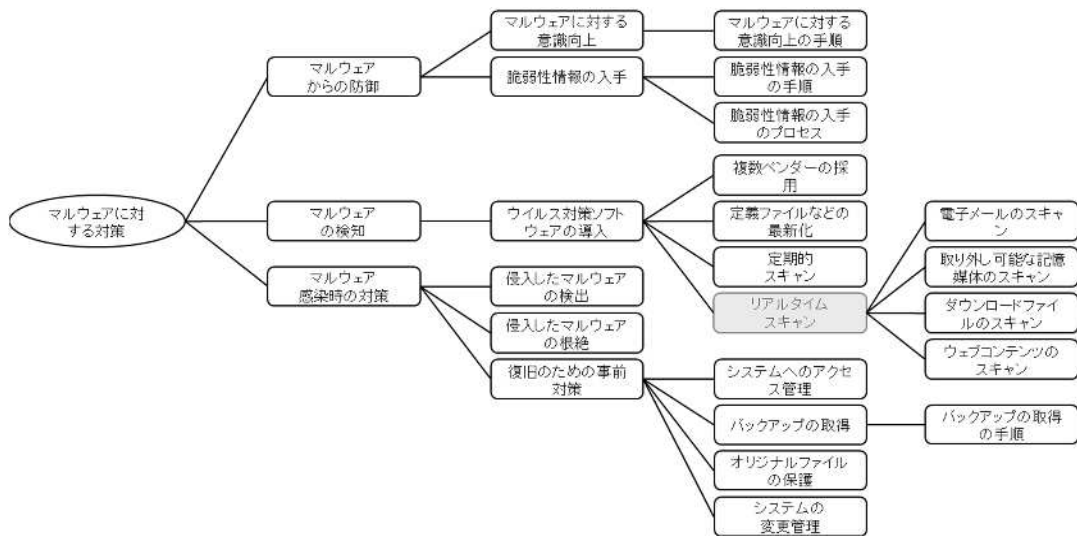 マルウェアに対する
意識向上
マルウェアに対する
意識向上の手順
マルウェア
からの防御
脆弱性情報の入手
脆弱性情報の入手
の手順
脆弱性情報の入手
のプロセス
マルウェアに対
する対策
マルウェア
の検知
ウイルス対策ソフト
ウェアの導入
複数ベンダーの採
用
定義ファイルなどの
最新化
定期的
スキャン
リアルタイム
スキャン
電子メールのスキャ
ン
取り外し可能な記憶
媒体のスキャン
ダウンロードファイ
ルのスキャン
ウェブコンテンツの
スキャン
マルウェア
感染時の対策
侵入したマルウェア
の検出
侵入したマルウェア
の根絶
復旧のための事前
対策
システムへのアクセ
ス管理
バックアップの取得
バックアップの取得
の手順
オリジナルファイル
の保護
システムの
変更管理